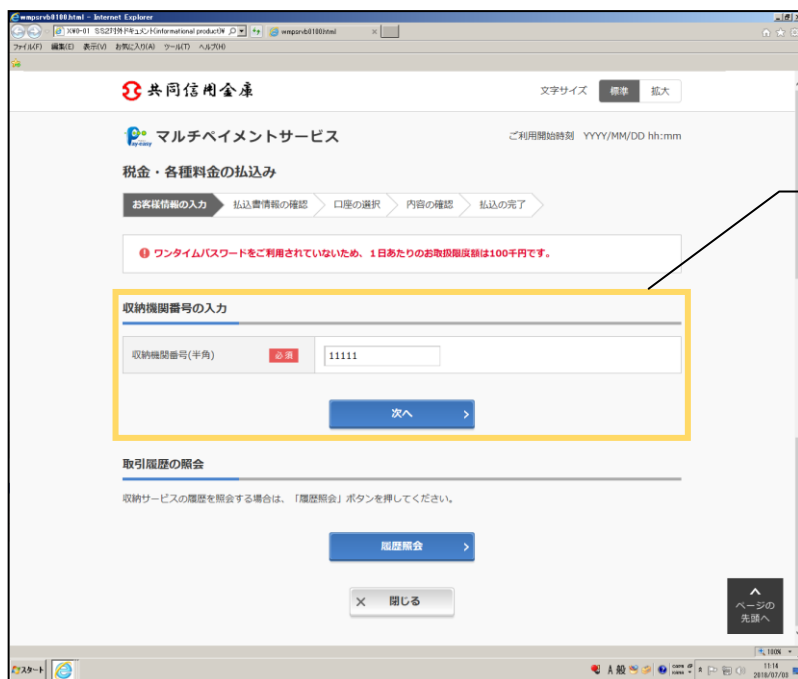 wmpsrvb0100.html - Internet Explorer
wmpsrvb0100.html
ファイル(F) 編集(E) 表示(V) お気に入り(A) ツール(T) ヘルプ(H)
共同信用金庫
文字サイズ 標準 拡大
Pay-easy マルチペイメントサービス
ご利用開始時刻 YYYY/MM/DD hh:mm
税金・各種料金の払込み
お客様情報の入力 払込書情報の確認 口座の選択 内容の確認 払込の完了
ワンタイムパスワードをご利用されていないため、1日あたりのお取扱限度額は100千円です。
収納機関番号の入力
収納機関番号(半角) 必須 11111
次へ
取引履歴の照会
収納サービスの履歴を照会する場合は、「履歴照会」ボタンを押してください。
履歴照会
× 閉じる
ページの
先頭へ
100%
スタート
A 般
11:14
2018/07/03